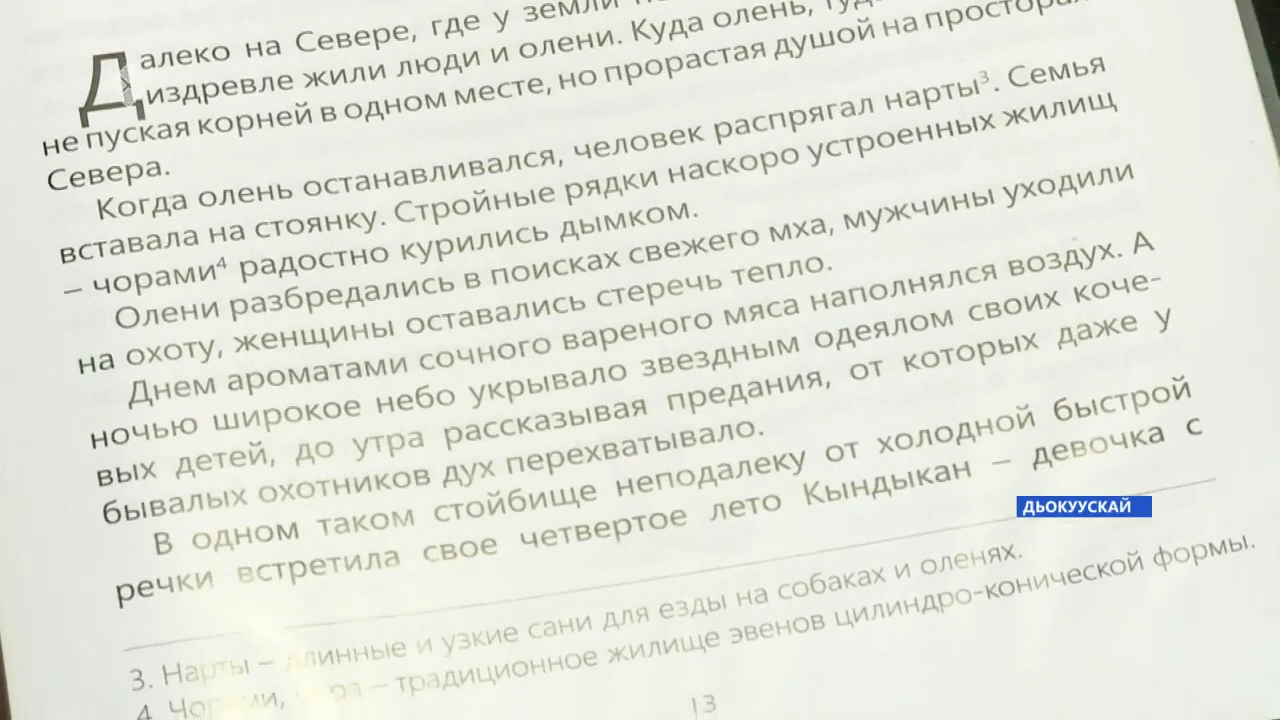 Далеко на Севере, где у земли
издревле жили люди и олени. Куда олень,
не пуская корней в одном месте, но прорастая душой на просторах
Севера.
Когда олень останавливался, человек распрягал нарты³. Семья
вставала на стоянку. Стройные рядки наскоро устроенных жилищ
– чорами⁴ радостно курились дымком.
Олени разбредались в поисках свежего мха, мужчины уходили
на охоту, женщины оставались стеречь тепло.
Днем ароматами сочного вареного мяса наполнялся воздух. А
ночью широкое небо укрывало звездным одеялом своих коче-
вых детей, до утра рассказывая предания, от которых даже у
бывалых охотников дух перехватывало.
В одном таком стойбище неподалеку от холодной быстрой
речки встретила свое четвертое лето Кындыкан – девочка с
ДЬОКУУСКАЙ
3. Нарты – длинные и узкие сани для езды на собаках и оленях.
4. – традиционное жилище эвенов цилиндро-конической формы.
13